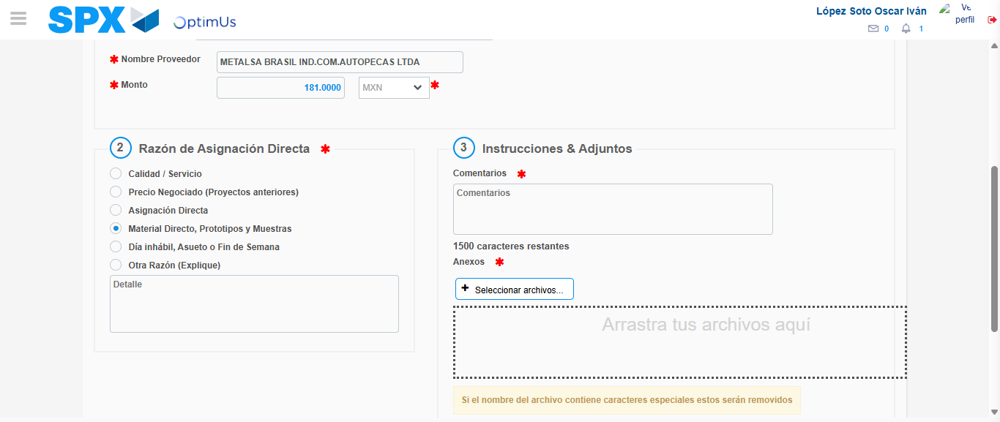 SPX
OptimUs
López Soto Oscar Iván
0
1
Ve
perfil
✱ Nombre Proveedor
METALSA BRASIL IND.COM.AUTOPECAS LTDA
✱ Monto
181.0000
MXN
✱
2
Razón de Asignación Directa ✱
Calidad / Servicio
Precio Negociado (Proyectos anteriores)
Asignación Directa
Material Directo, Prototipos y Muestras
Día inhábil, Asueto o Fin de Semana
Otra Razón (Explique)
Detalle
3
Instrucciones & Adjuntos
Comentarios ✱
Comentarios
1500 caracteres restantes
Anexos ✱
+ Seleccionar archivos...
Arrastra tus archivos aquí
Si el nombre del archivo contiene caracteres especiales estos serán removidos